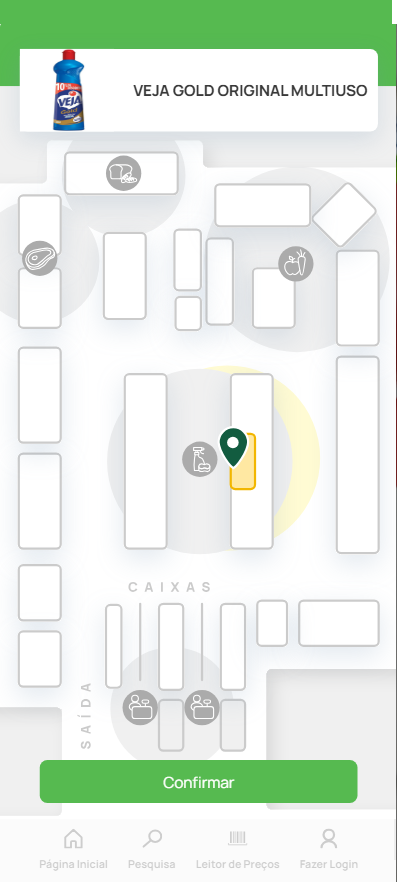 10
VEJA
VEJA GOLD ORIGINAL MULTIUSO
CAIXAS
SAÍDA
Confirmar
Página Inicial
Pesquisa
Leitor de Preços
Fazer Login